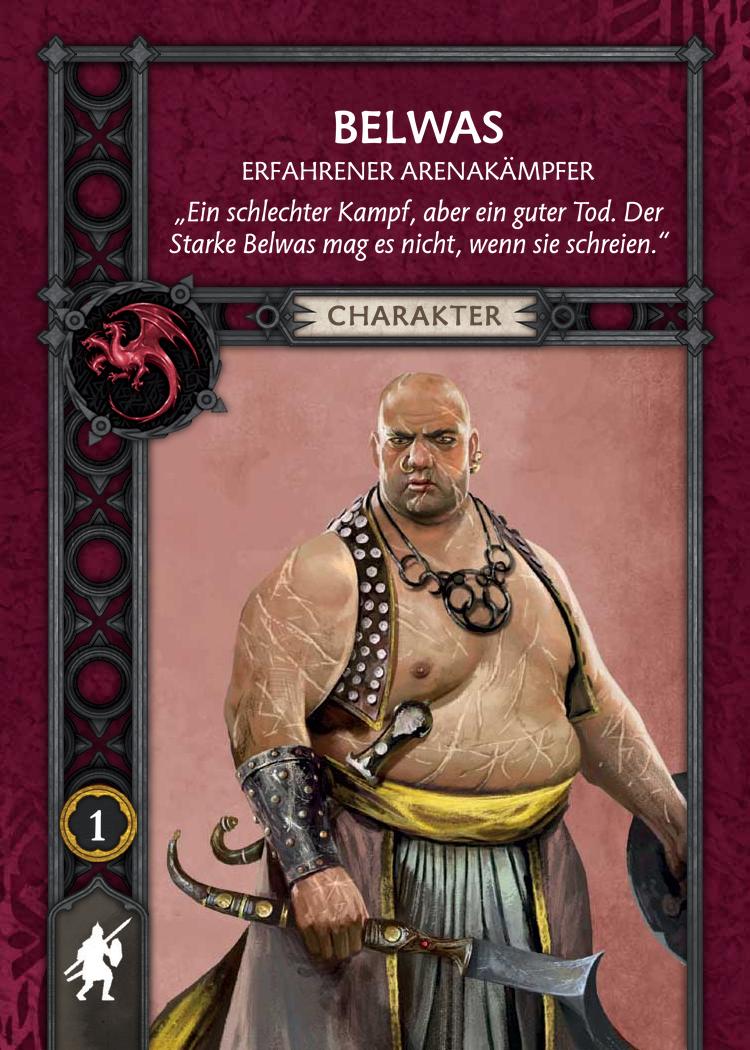 BELWAS
ERFAHRENER ARENAKÄMPFER
„Ein schlechter Kampf, aber ein guter Tod. Der
Starke Belwas mag es nicht, wenn sie schreien.“
CHARAKTER
1